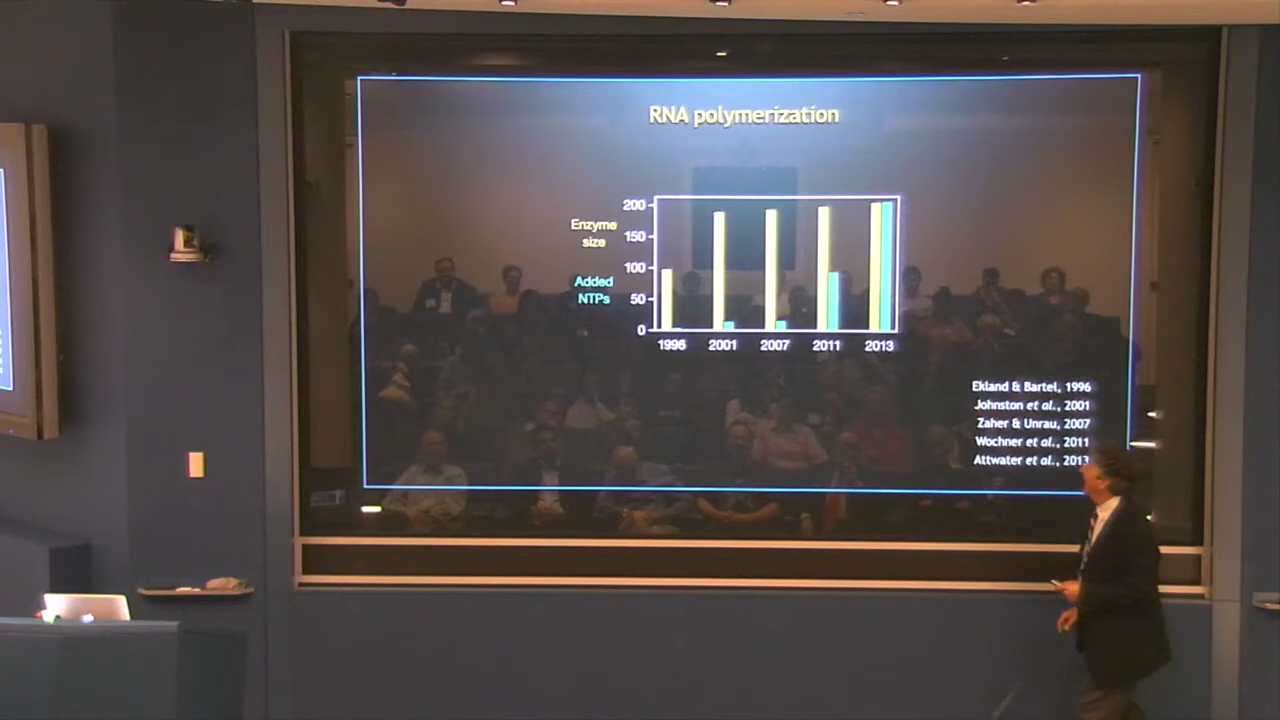 RNA polymerization
Enzyme
size
Added
NTPs
200
150
100
50
0
1996 2001 2007 2011 2013
Ekland & Bartel, 1996
Johnston et al., 2001
Zaher & Unrau, 2007
Wochner et al., 2011
Attwater et al., 2013